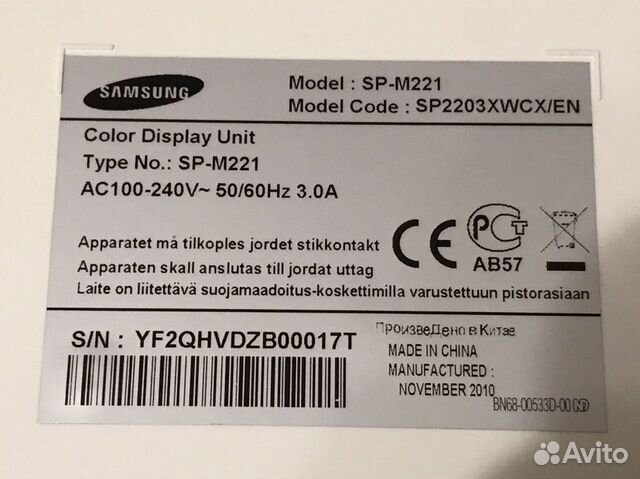 SAMSUNG
Model : SP-M221
Model Code : SP2203XWCX/EN
Color Display Unit
Type No.: SP-M221
AC100-240V~ 50/60Hz 3.0A
Apparatet må tilkoples jordet stikkontakt
Apparaten skall anslutas till jordat uttag
Laite on liitettävä suojamaadoitus-koskettimilla varustettuun pistorasiaan
CE
РСТ
AB57
S/N : YF2QHVDZB00017T
Произведено в Китае
MADE IN CHINA
MANUFACTURED :
NOVEMBER 2010
BN68-00533D-00
Avito